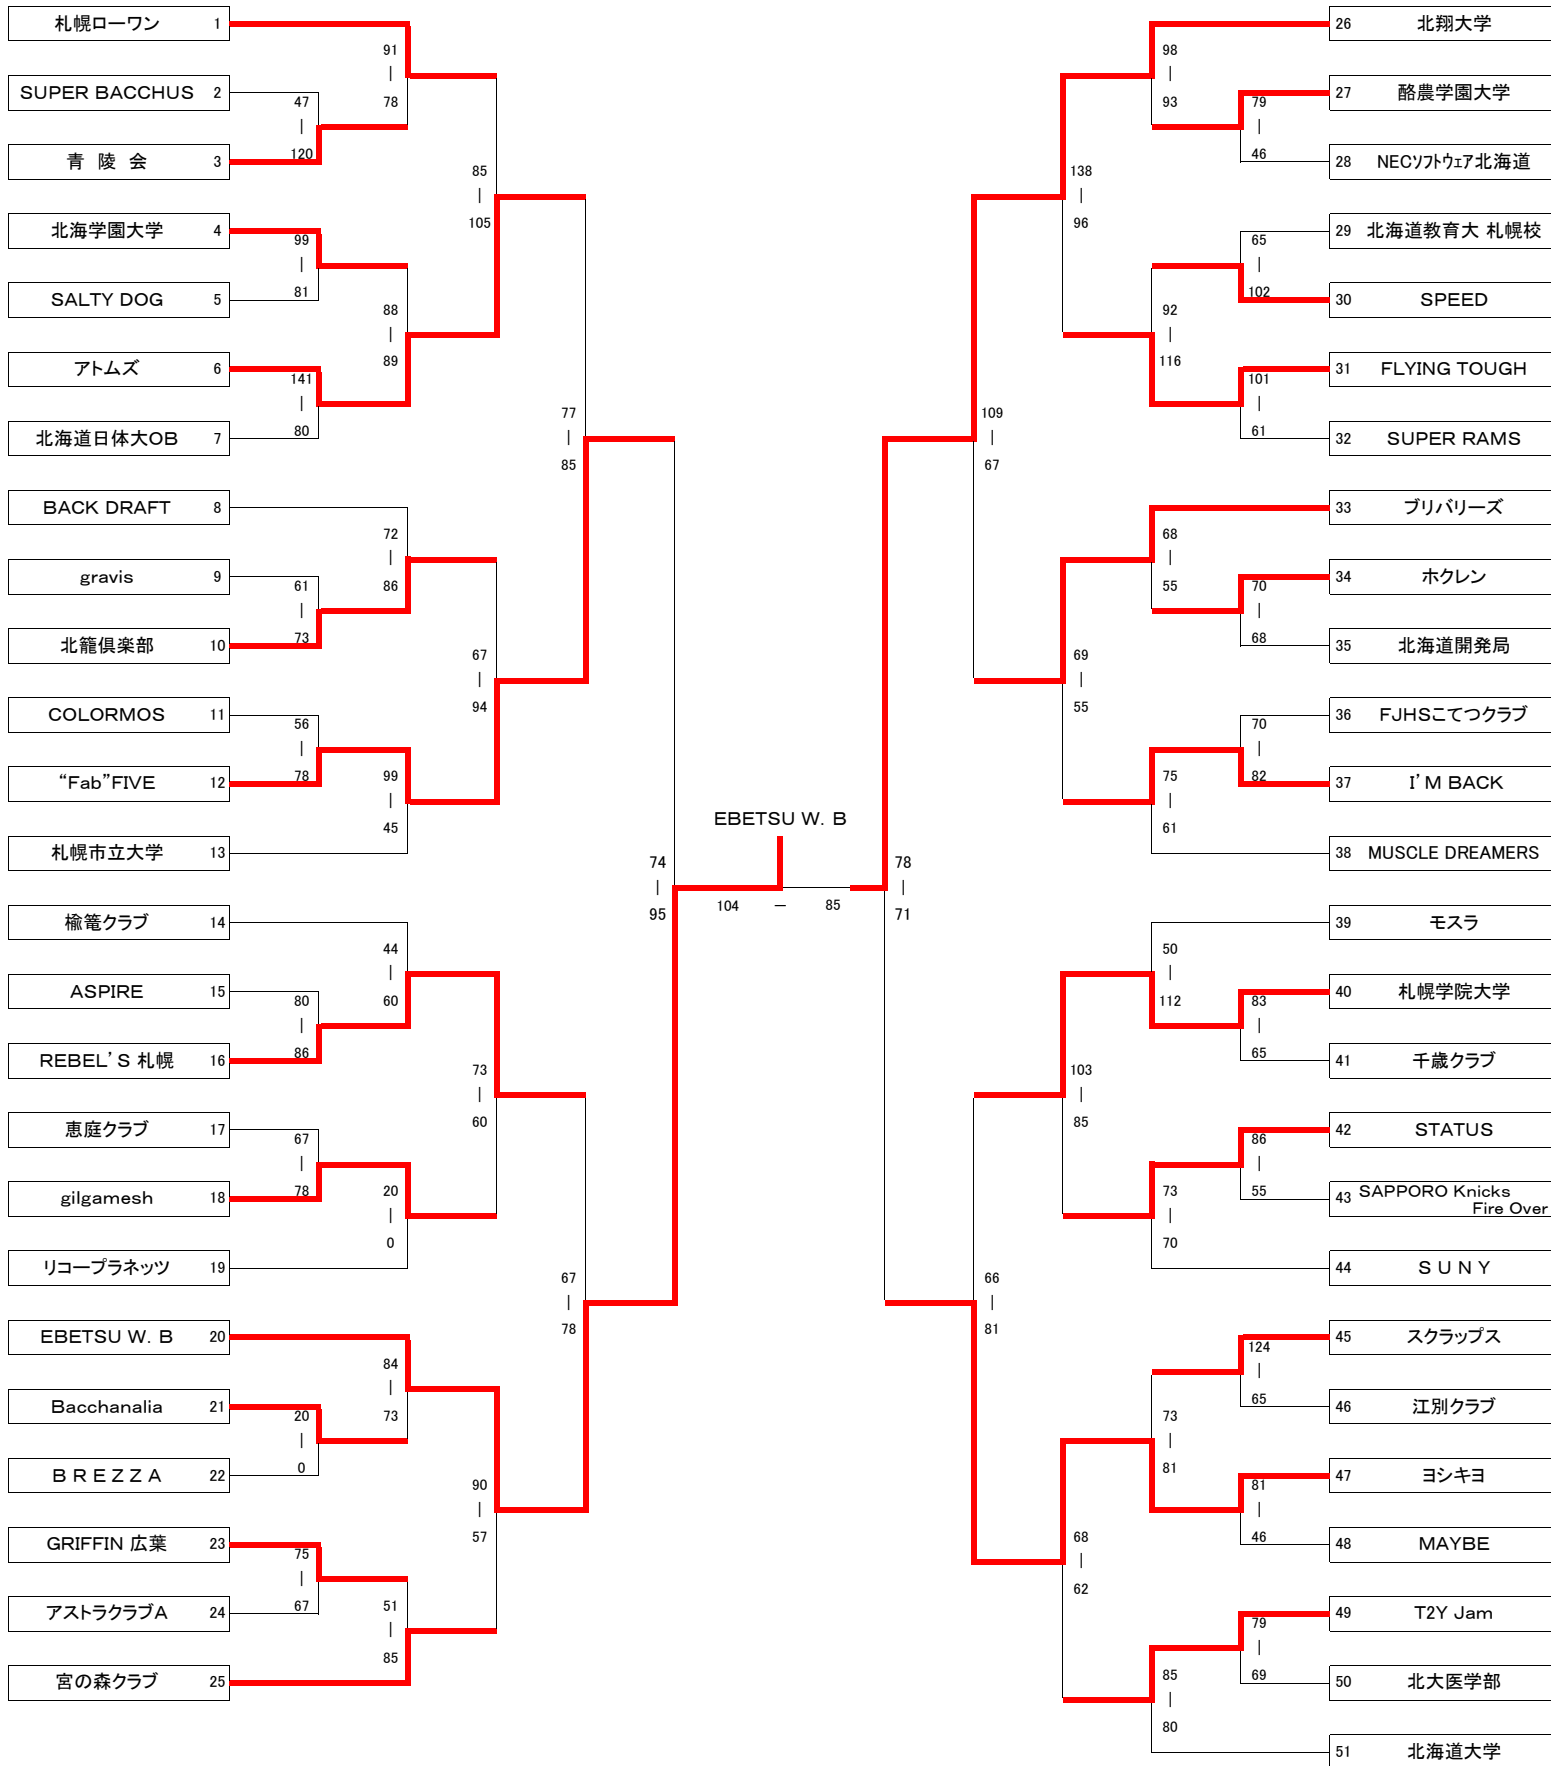 札幌ローワン 1
SUPER BACCHUS 2
青 陵 会 3
北海学園大学 4
SALTY DOG 5
アトムズ 6
北海道日体大OB 7
BACK DRAFT 8
gravis 9
北籠倶楽部 10
COLORMOS 11
“Fab”FIVE 12
札幌市立大学 13
楡篭クラブ 14
ASPIRE 15
REBEL'S 札幌 16
恵庭クラブ 17
gilgamesh 18
リコープラネッツ 19
EBETSU W. B 20
Bacchanalia 21
BREZZA 22
GRIFFIN 広葉 23
アストラクラブA 24
宮の森クラブ 25
47
|
120
99
|
81
141
|
80
61
|
73
56
|
78
80
|
86
67
|
78
20
|
0
75
|
67
91
|
78
88
|
89
72
|
86
99
|
45
44
|
60
20
|
0
84
|
73
51
|
85
85
|
105
67
|
94
73
|
60
90
|
57
77
|
85
67
|
78
74
|
95
EBETSU W. B
104 － 85
78
|
71
109
|
67
66
|
81
138
|
96
69
|
55
103
|
85
68
|
62
98
|
93
92
|
116
68
|
55
75
|
61
50
|
112
73
|
70
73
|
81
85
|
80
79
|
46
65
|
102
101
|
61
70
|
68
70
|
82
83
|
65
86
|
55
124
|
65
81
|
46
79
|
69
26 北翔大学
27 酪農学園大学
28 NECソフトウェア北海道
29 北海道教育大 札幌校
30 SPEED
31 FLYING TOUGH
32 SUPER RAMS
33 ブリバリーズ
34 ホクレン
35 北海道開発局
36 FJHSこてつクラブ
37 I'M BACK
38 MUSCLE DREAMERS
39 モスラ
40 札幌学院大学
41 千歳クラブ
42 STATUS
43 SAPPORO Knicks
Fire Over
44 SUNY
45 スクラップス
46 江別クラブ
47 ヨシキヨ
48 MAYBE
49 T2Y Jam
50 北大医学部
51 北海道大学